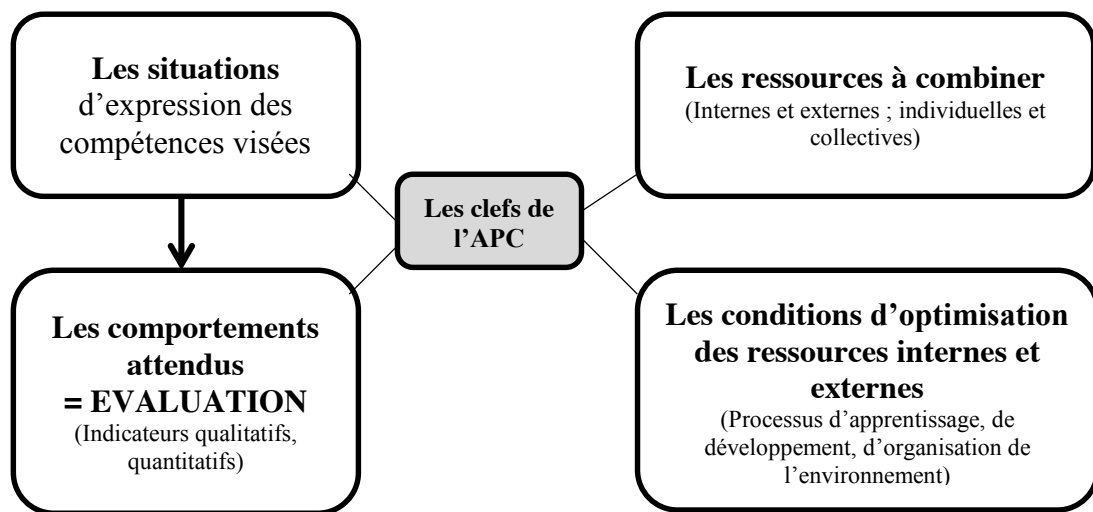 Les situations
d’expression des
compétences visées
Les ressources à combiner
(Internes et externes ; individuelles et
collectives)
Les clefs de
l’APC
Les comportements
attendus
= EVALUATION
(Indicateurs qualitatifs,
quantitatifs)
Les conditions d’optimisation
des ressources internes et
externes
(Processus d’apprentissage, de
développement, d’organisation de
l’environnement)